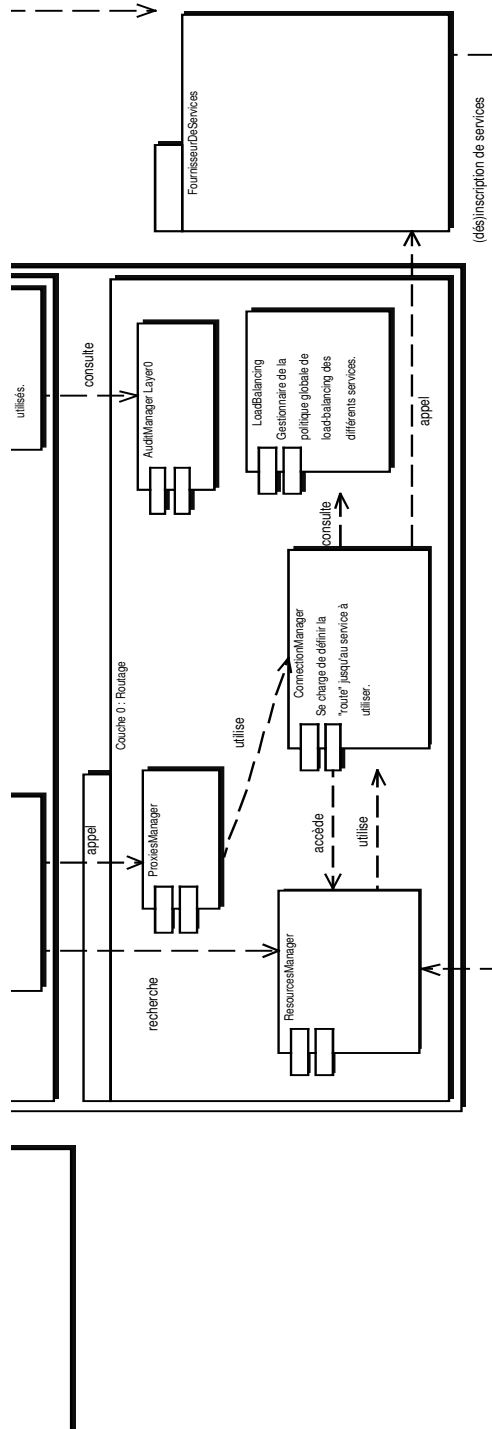 utilisés.
consulte
appel
recherche
Couche 0 : Routage
AuditManager Layer0
ProxiesManager
utilise
LoadBalancing
Gestionnaire de la
politique globale de
load-balancing des
différents services.
consulte
ConnectionManager
Se charge de définir la
"route" jusqu'au service à
utiliser.
accède
utilise
ResourcesManager
appel
FournisseurDeServices
(dés)inscription de services